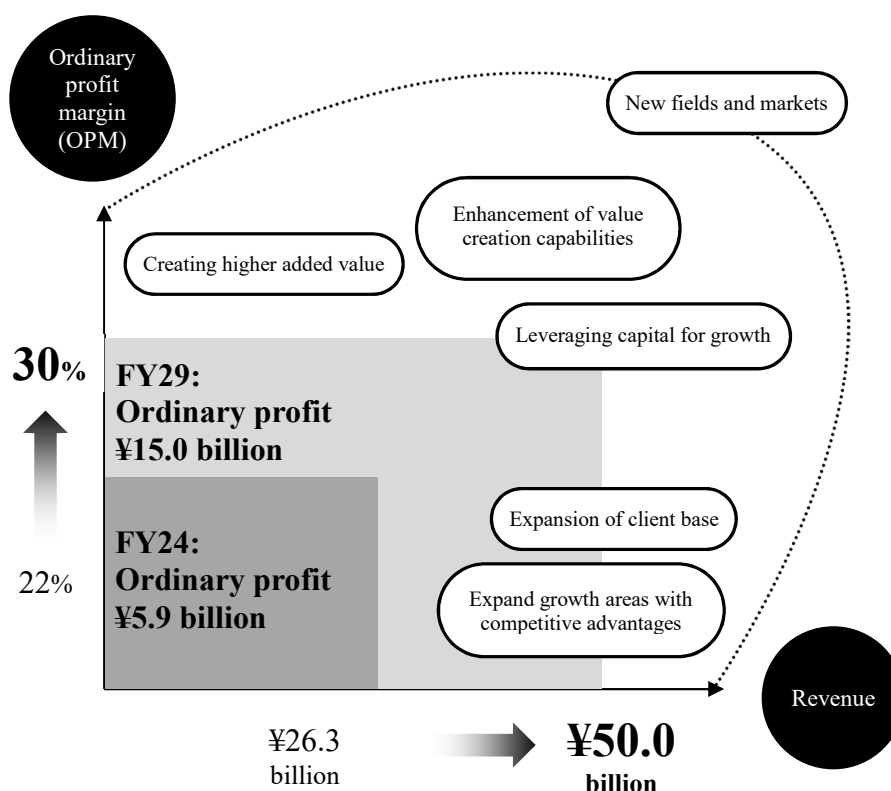 Ordinary
profit
margin
(OPM)
New fields and markets
Enhancement of value
creation capabilities
Creating higher added value
Leveraging capital for growth
30%
FY29:
Ordinary profit
¥15.0 billion
Expansion of client base
FY24:
Ordinary profit
¥5.9 billion
22%
Expand growth areas with
competitive advantages
Revenue
¥26.3
billion
¥50.0
billion